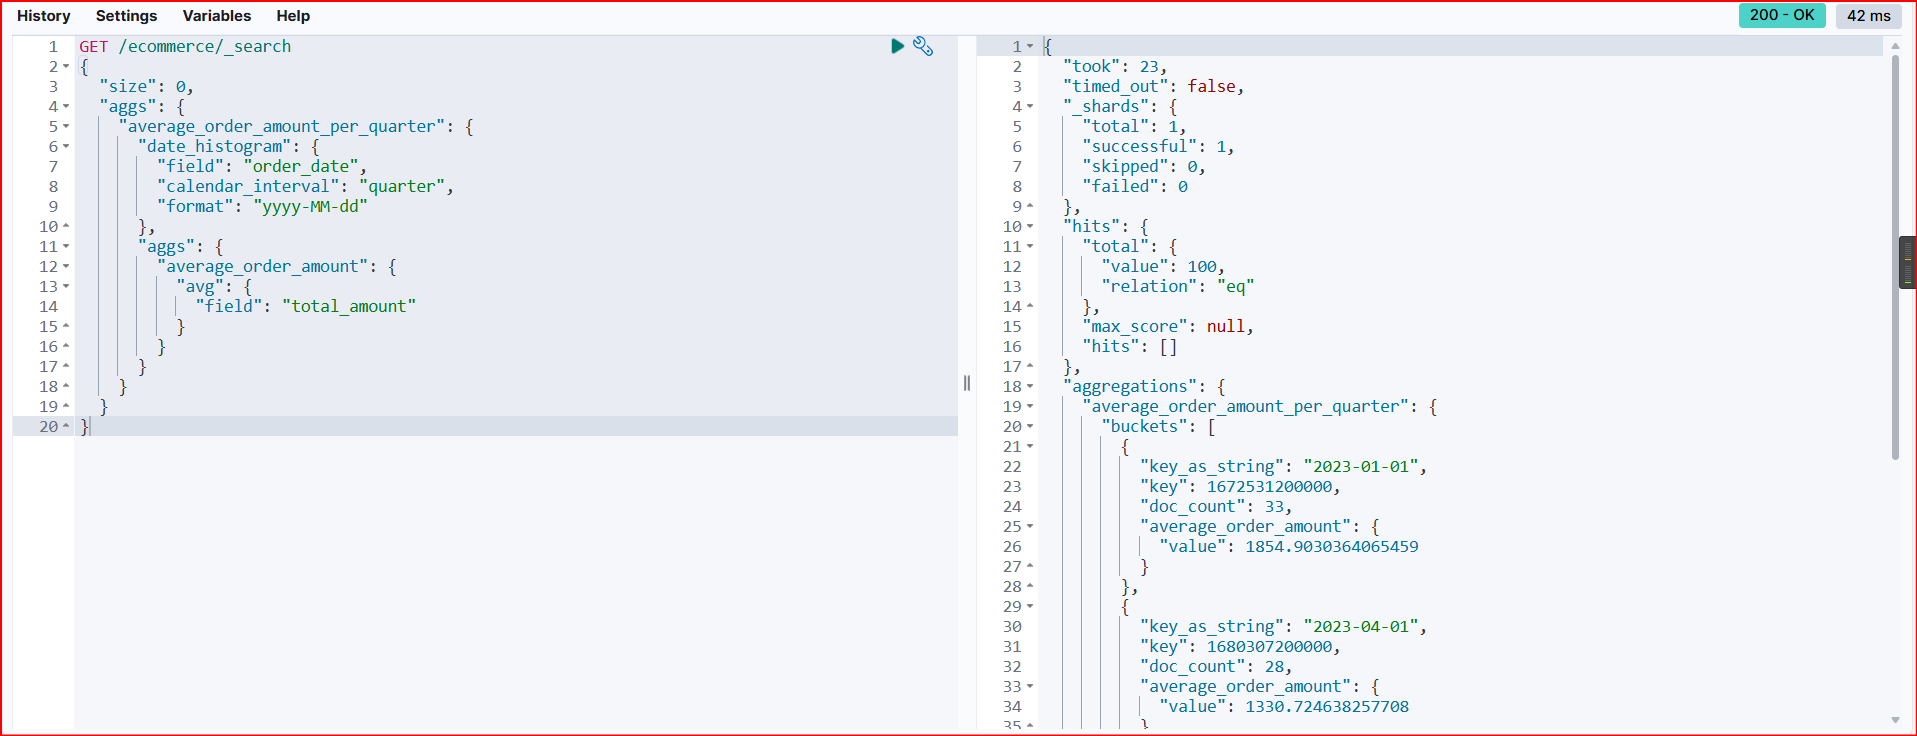 History Settings Variables Help 200 - OK 42 ms
1 GET /ecommerce/_search
2 {
3 "size": 0,
4 "aggs": {
5 "average_order_amount_per_quarter": {
6 "date_histogram": {
7 "field": "order_date",
8 "calendar_interval": "quarter",
9 "format": "yyyy-MM-dd"
10 },
11 "aggs": {
12 "average_order_amount": {
13 "avg": {
14 "field": "total_amount"
15 }
16 }
17 }
18 }
19 }
20 }
1 {
2 "took": 23,
3 "timed_out": false,
4 "_shards": {
5 "total": 1,
6 "successful": 1,
7 "skipped": 0,
8 "failed": 0
9 },
10 "hits": {
11 "total": {
12 "value": 100,
13 "relation": "eq"
14 },
15 "max_score": null,
16 "hits": []
17 },
18 "aggregations": {
19 "average_order_amount_per_quarter": {
20 "buckets": [
21 {
22 "key_as_string": "2023-01-01",
23 "key": 1672531200000,
24 "doc_count": 33,
25 "average_order_amount": {
26 "value": 1854.9030364065459
27 }
28 },
29 {
30 "key_as_string": "2023-04-01",
31 "key": 1680307200000,
32 "doc_count": 28,
33 "average_order_amount": {
34 "value": 1330.724638257708
35 }